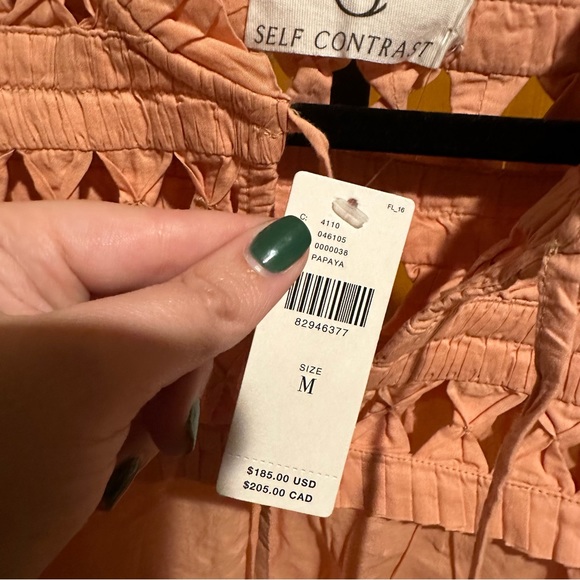 SELF CONTRAST
FL_16
C: 4110
046105
0000038
PAPAYA
82946377
SIZE
M
$185.00 USD
$205.00 CAD